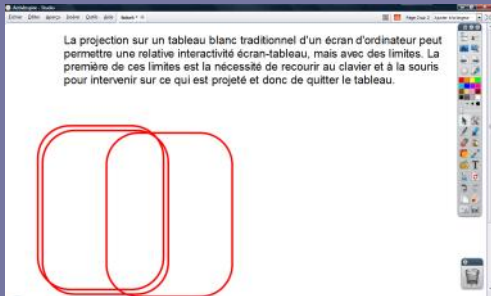 La projection sur un tableau blanc traditionnel d'un écran d'ordinateur peut
permettre une relative interactivité écran-tableau, mais avec des limites. La
première de ces limites est la nécessité de recourir au clavier et à la souris
pour intervenir sur ce qui est projeté et donc de quitter le tableau.